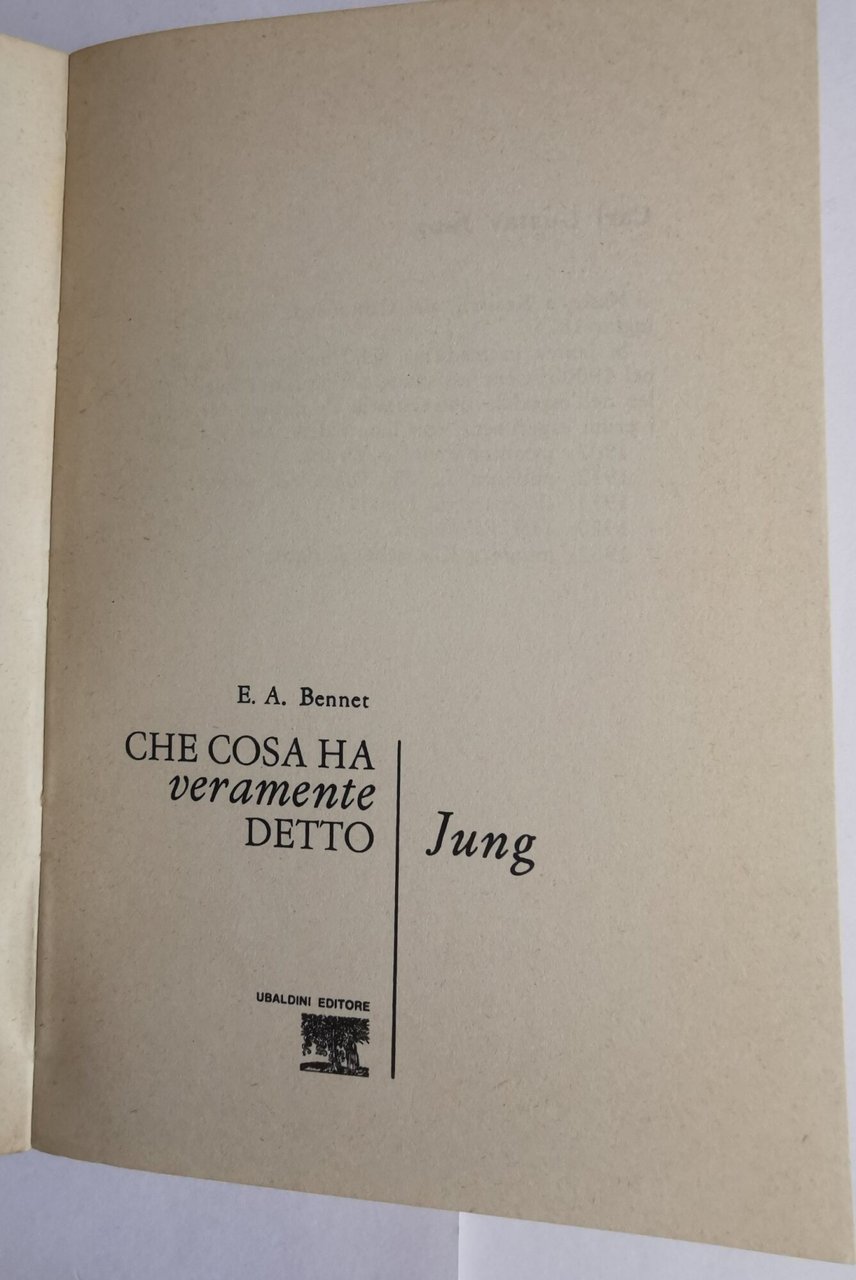 E. A. Bennet
CHE COSA HA
veramente
DETTO
Jung
UBALDINI EDITORE